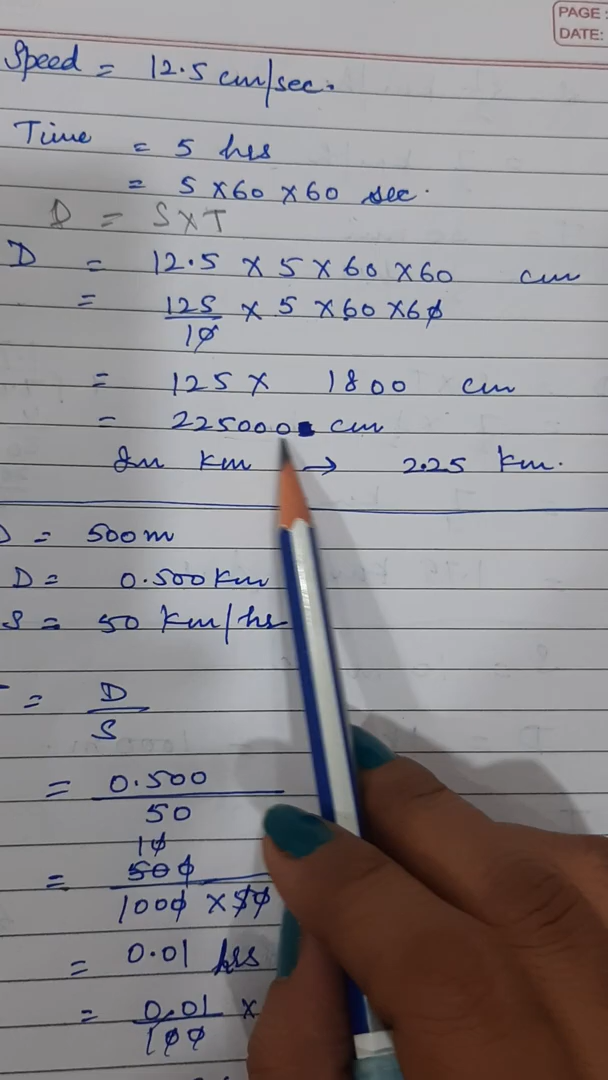 PAGE:
DATE:
Speed = 12.5 cm/sec.
Time = 5 hrs
= 5 × 60 × 60 sec.
D = S×T
D = 12.5 × 5 × 60 × 60 cm
= 125/10 × 5 × 60 × 60
= 125 × 1800 cm
= 225000 cm
In Km → 2.25 Km.
D = 500m
D = 0.500 Km
S = 50 Km/hr
= D/S
= 0.500/50
10
= 500/1000 × 50
= 0.01 hrs
= 0.01/100 ×